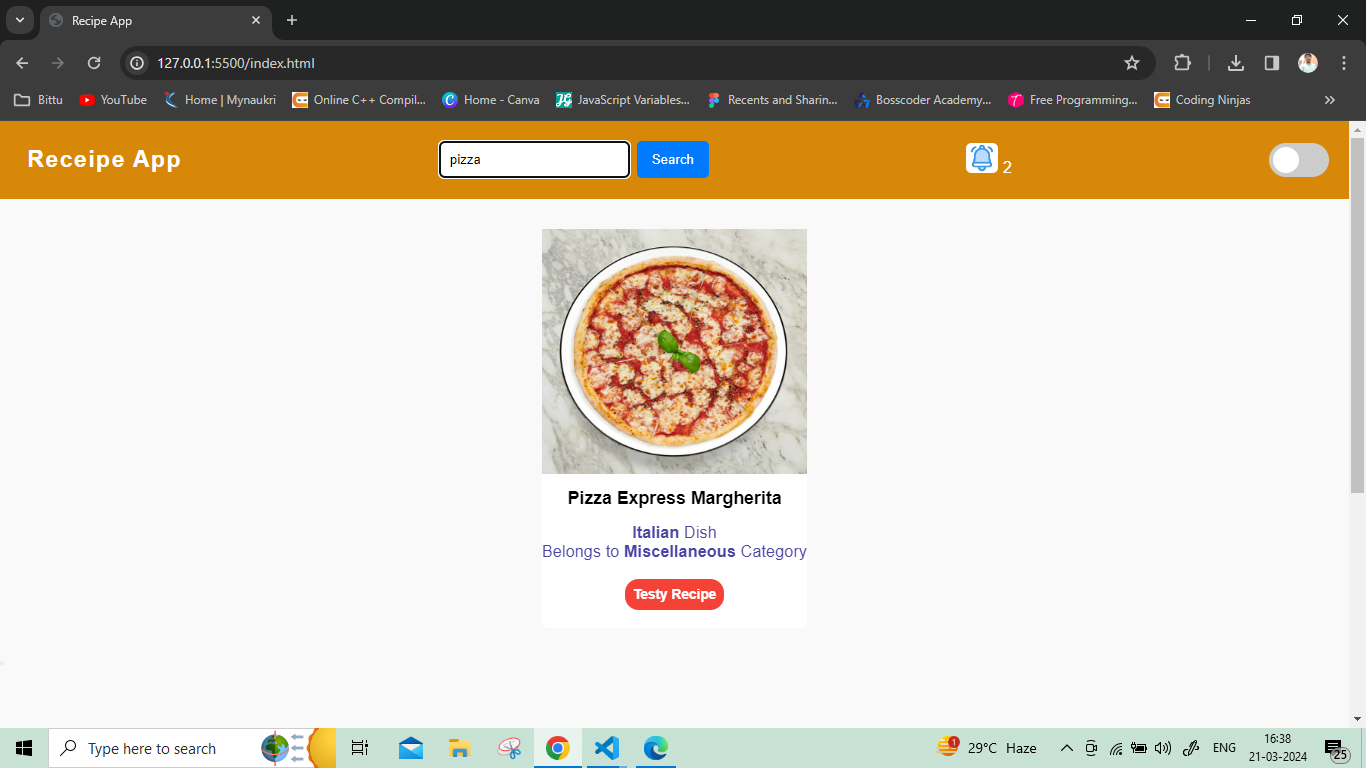 Recipe App
127.0.0.1:5500/index.html
Bittu YouTube Home | Mynaukri Online C++ Compil... Home - Canva JavaScript Variables... Recents and Sharin... Bosscoder Academy... Free Programming... Coding Ninjas
Receipe App pizza Search 2
Pizza Express Margherita
Italian Dish
Belongs to Miscellaneous Category
Testy Recipe
Type here to search 1 29°C Haze ENG 16:38
21-03-2024 25